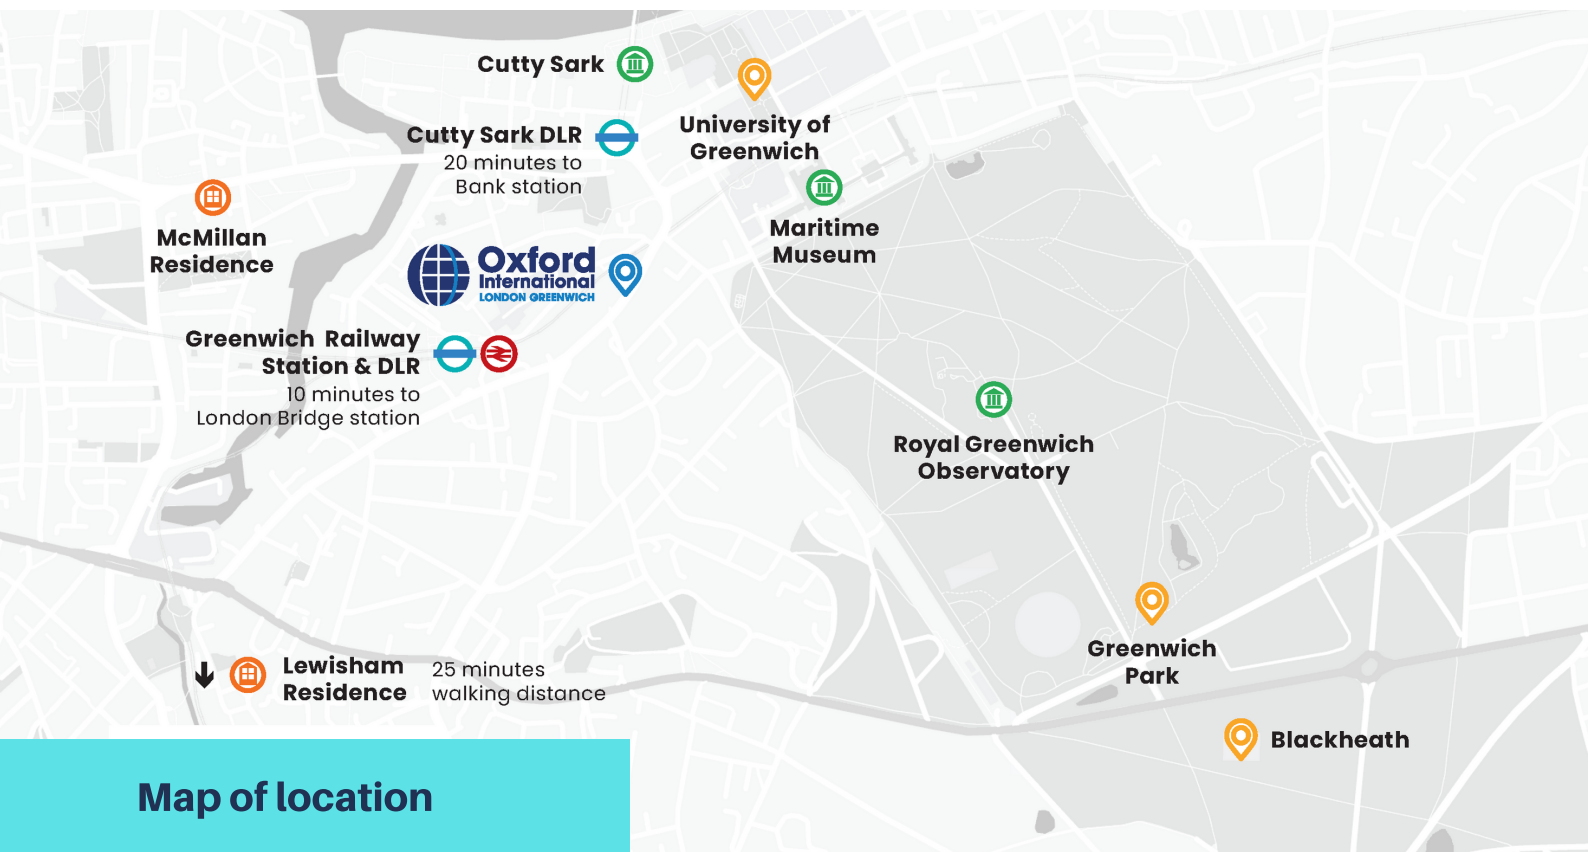 Cutty Sark
Cutty Sark DLR
20 minutes to
Bank station
University of
Greenwich
Maritime
Museum
McMillan
Residence
Oxford
International
LONDON GREENWICH
Greenwich Railway
Station & DLR
10 minutes to
London Bridge station
Royal Greenwich
Observatory
Greenwich
Park
Lewisham
Residence
25 minutes
walking distance
Blackheath
Map of location